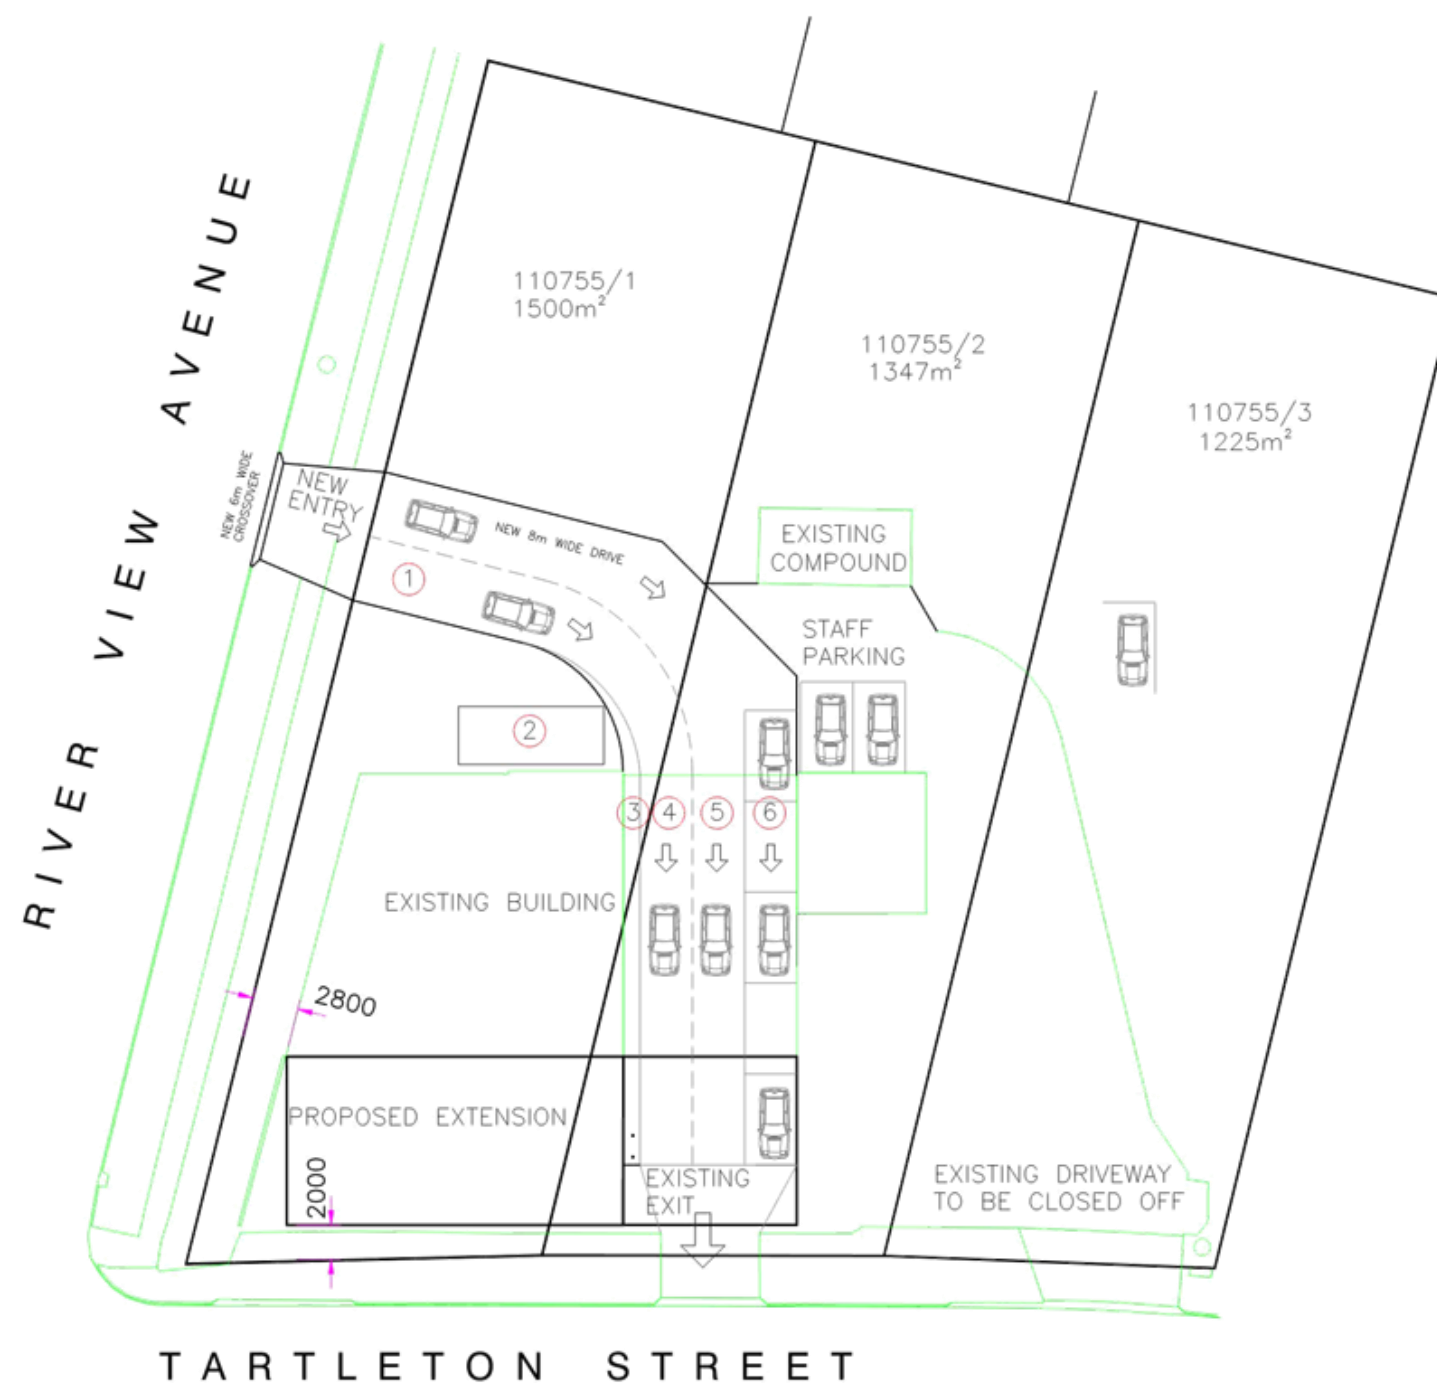 RIVER VIEW AVENUE
110755/1
1500m²
110755/2
1347m²
110755/3
1225m²
NEW 6m WIDE
CROSSOVER
NEW
ENTRY
NEW 8m WIDE DRIVE
1
EXISTING
COMPOUND
STAFF
PARKING
2
3
4
5
6
EXISTING BUILDING
2800
PROPOSED EXTENSION
2000
EXISTING
EXIT
EXISTING DRIVEWAY
TO BE CLOSED OFF
TARTLETON STREET